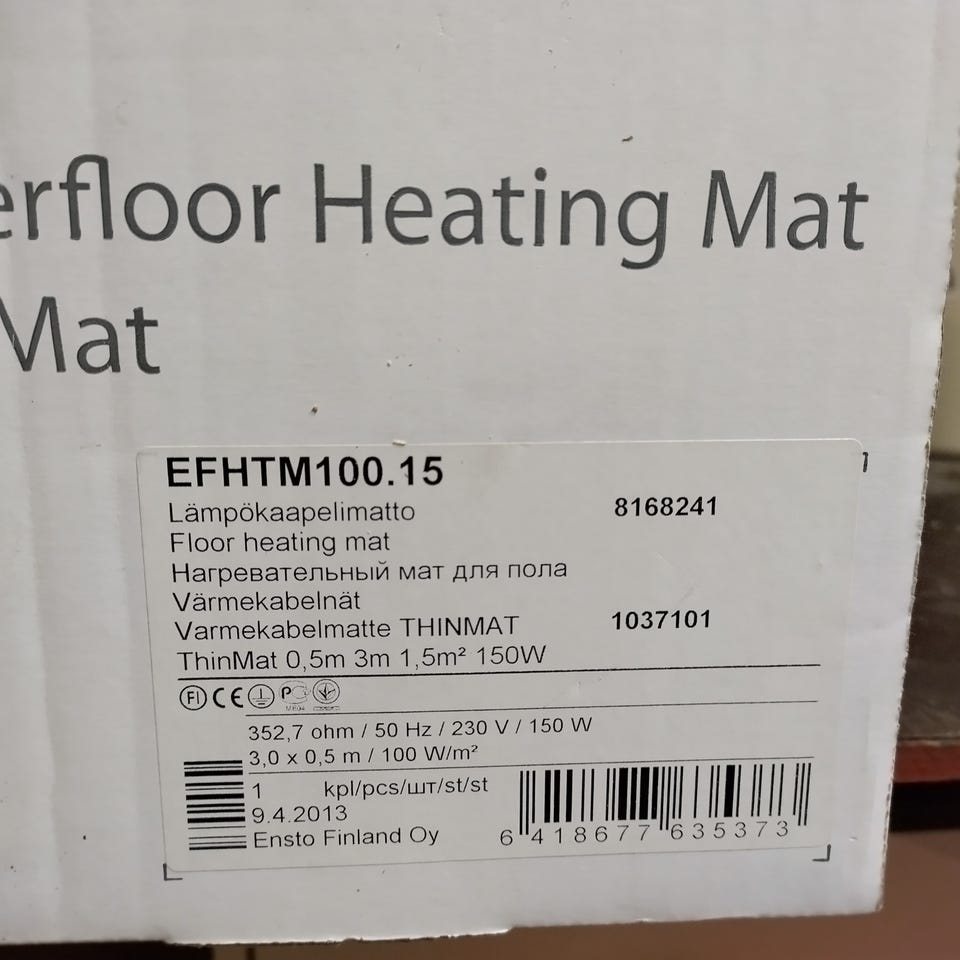 erfloor Heating Mat
Mat
EFHTM100.15
Lämpökaapelimatto 8168241
Floor heating mat
Нагревательный мат для пола
Värmekabelnät
Varmekabelmatte THINMAT 1037101
ThinMat 0,5m 3m 1,5m² 150W
FI CE
352,7 ohm / 50 Hz / 230 V / 150 W
3,0 x 0,5 m / 100 W/m²
1 kpl/pcs/шт/st/st
9.4.2013
Ensto Finland Oy
6 418677 635373